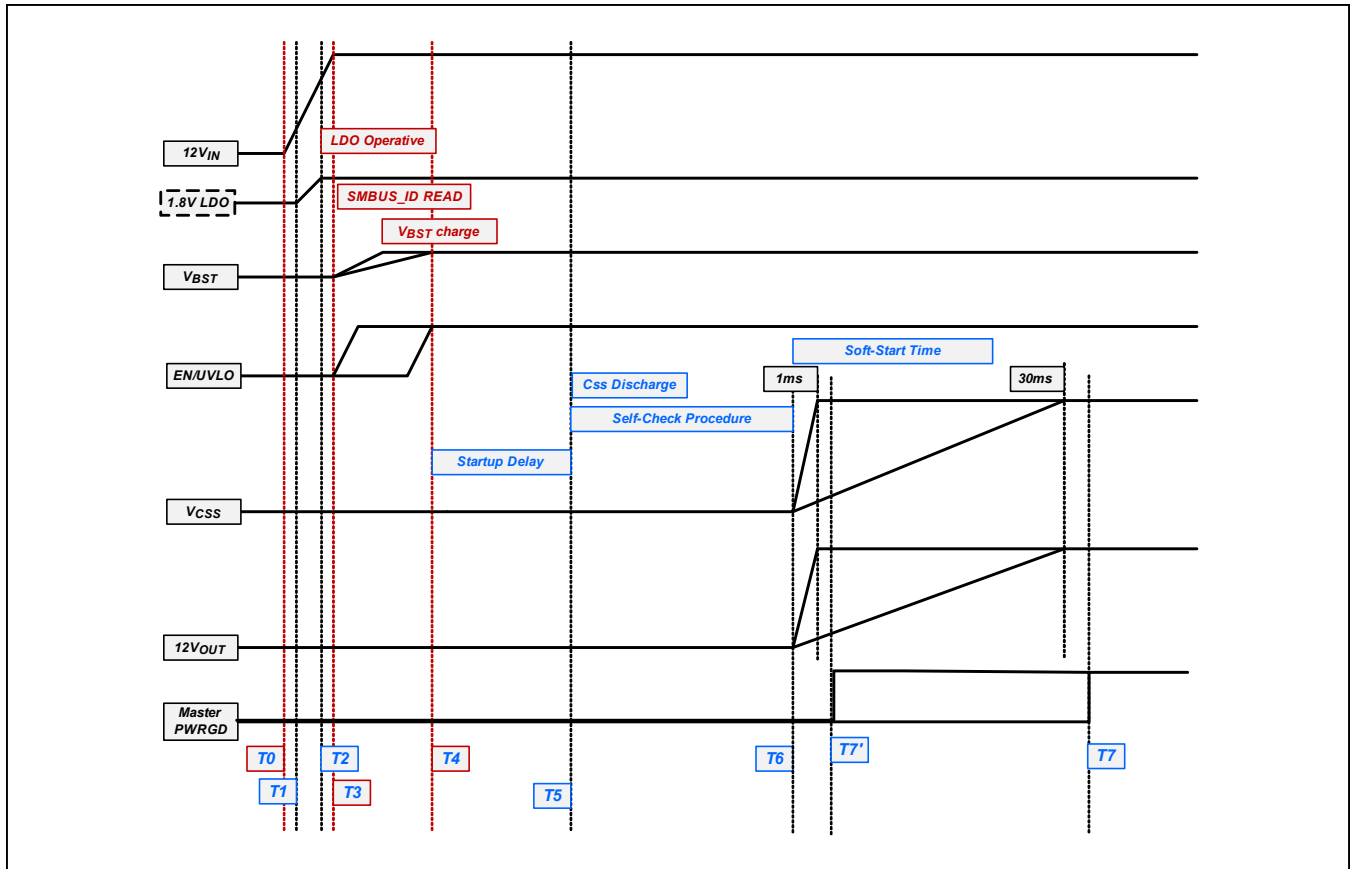 LDO Operative
12VIN
1.8V LDO
SMBUS_ID READ
VBST charge
VBST
Soft-Start Time
EN/UVLO
1ms
30ms
Css Discharge
Self-Check Procedure
Startup Delay
VCSS
12VOUT
Master
PWRGD
T0
T2
T4
T6
T7'
T7
T1
T3
T5